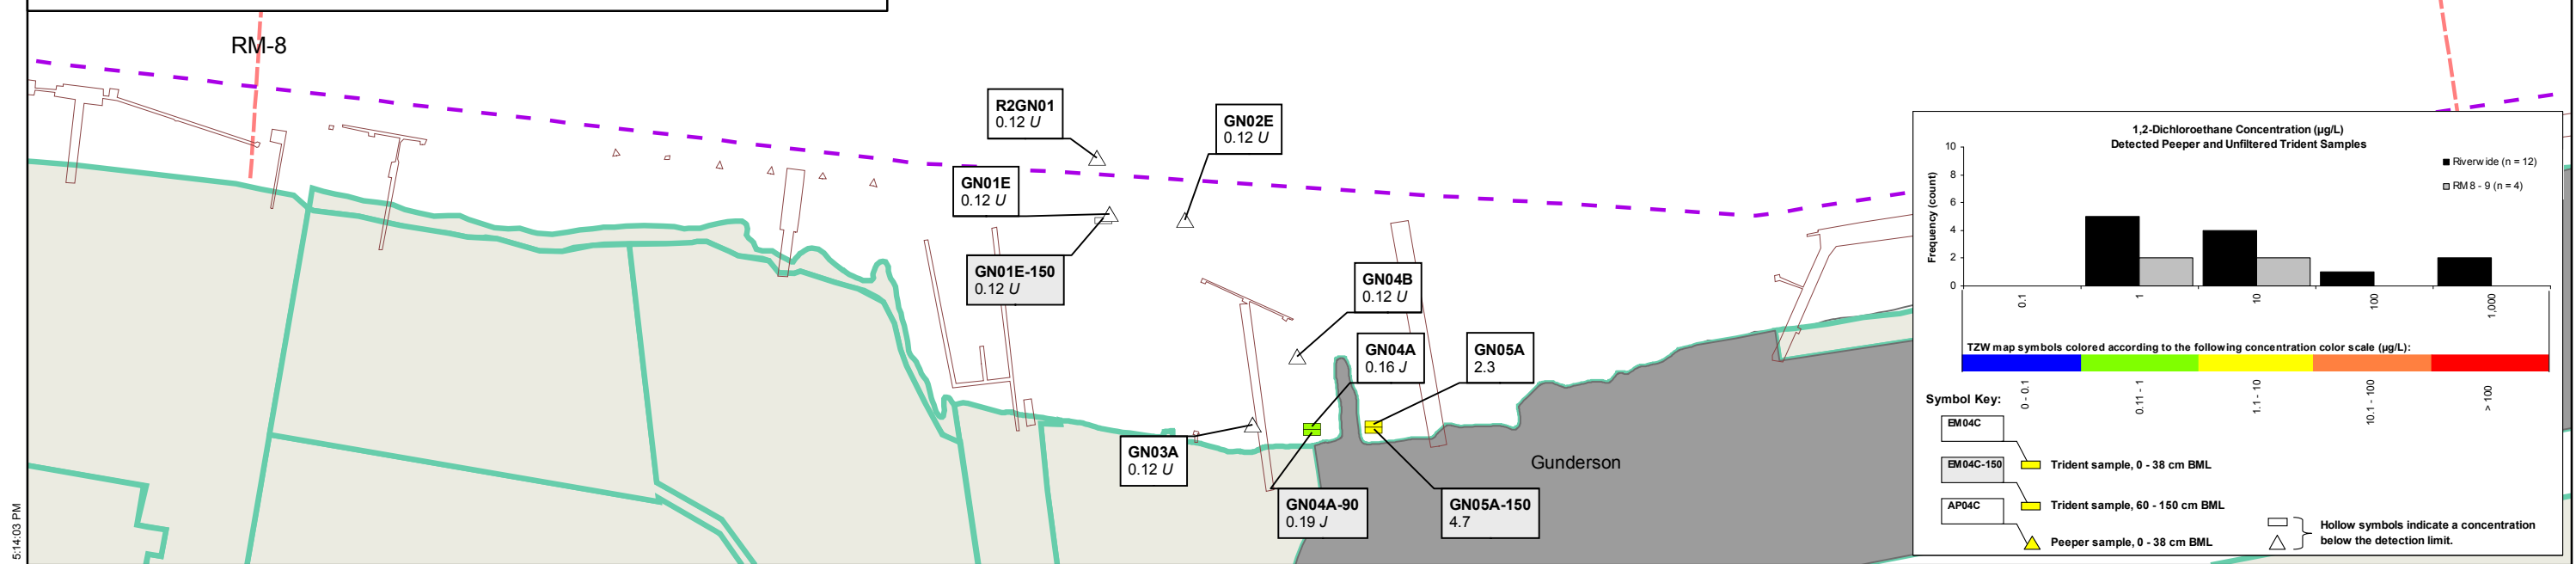 RM-8
R2GN01
0.12 U
GN02E
0.12 U
GN01E
0.12 U
GN01E-150
0.12 U
GN04B
0.12 U
GN04A
0.16 J
GN05A
2.3
GN03A
0.12 U
GN04A-90
0.19 J
GN05A-150
4.7
Gunderson
5:14:03 PM
1,2-Dichloroethane Concentration (µg/L)
Detected Peeper and Unfiltered Trident Samples
Frequency (count)
10
8
6
4
2
0
Riverwide (n = 12)
RM 8 - 9 (n = 4)
0.1
1
10
100
1,000
TZW map symbols colored according to the following concentration color scale (µg/L):
0 - 0.1
0.11 - 1
1.1 - 10
10.1 - 100
> 100
Symbol Key:
EM04C
Trident sample, 0 - 38 cm BML
EM04C-150
Trident sample, 60 - 150 cm BML
AP04C
Peeper sample, 0 - 38 cm BML
Hollow symbols indicate a concentration
below the detection limit.